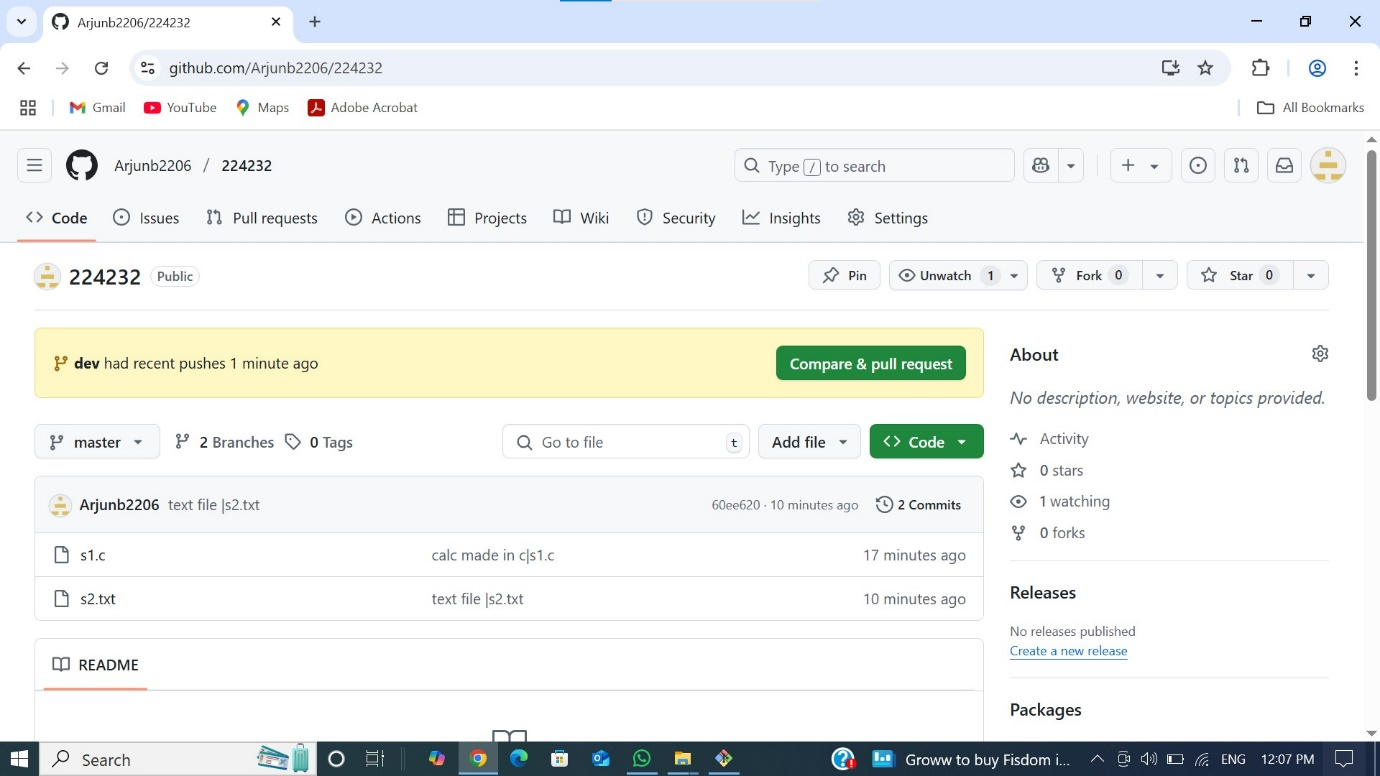 Arjunb2206/224232
github.com/Arjunb2206/224232
Gmail YouTube Maps Adobe Acrobat All Bookmarks
Arjunb2206 / 224232 Type / to search
Code Issues Pull requests Actions Projects Wiki Security Insights Settings
224232 Public Pin Unwatch 1 Fork 0 Star 0
dev had recent pushes 1 minute ago Compare & pull request
master 2 Branches 0 Tags Go to file t Add file Code
Arjunb2206 text file |s2.txt 60ee620 · 10 minutes ago 2 Commits
s1.c calc made in c|s1.c 17 minutes ago
s2.txt text file |s2.txt 10 minutes ago
README
About
No description, website, or topics provided.
Activity
0 stars
1 watching
0 forks
Releases
No releases published
Create a new release
Packages
Search Groww to buy Fisdom i... ENG 12:07 PM